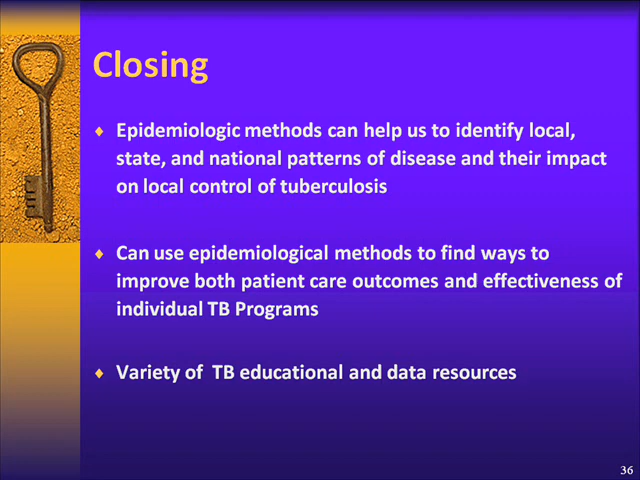 Closing
Epidemiologic methods can help us to identify local,
state, and national patterns of disease and their impact
on local control of tuberculosis
Can use epidemiological methods to find ways to
improve both patient care outcomes and effectiveness of
individual TB Programs
Variety of  TB educational and data resources
36